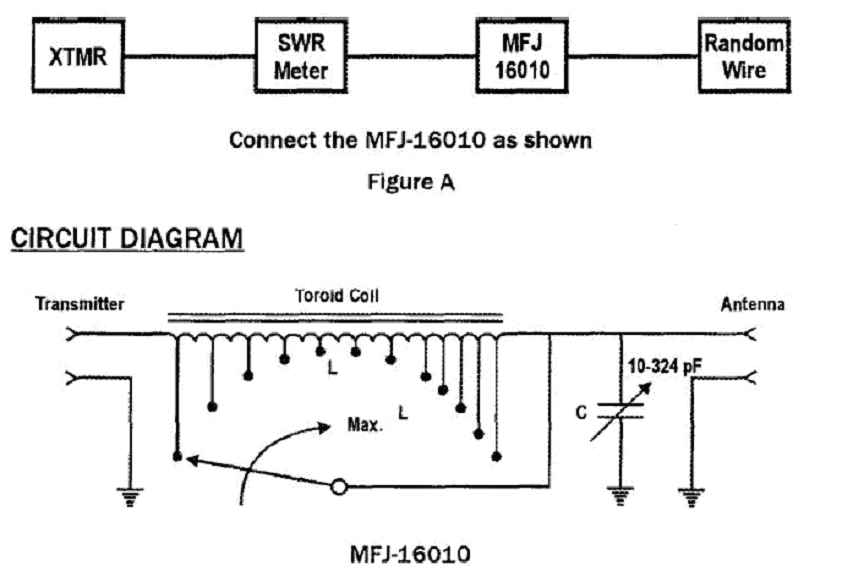 XTMR
SWR
Meter
MFJ
16010
Random
Wire
Connect the MFJ-16010 as shown
Figure A
CIRCUIT DIAGRAM
Transmitter
Toroid Coil
Antenna
L
10-324 pF
L
C
Max.
MFJ-16010